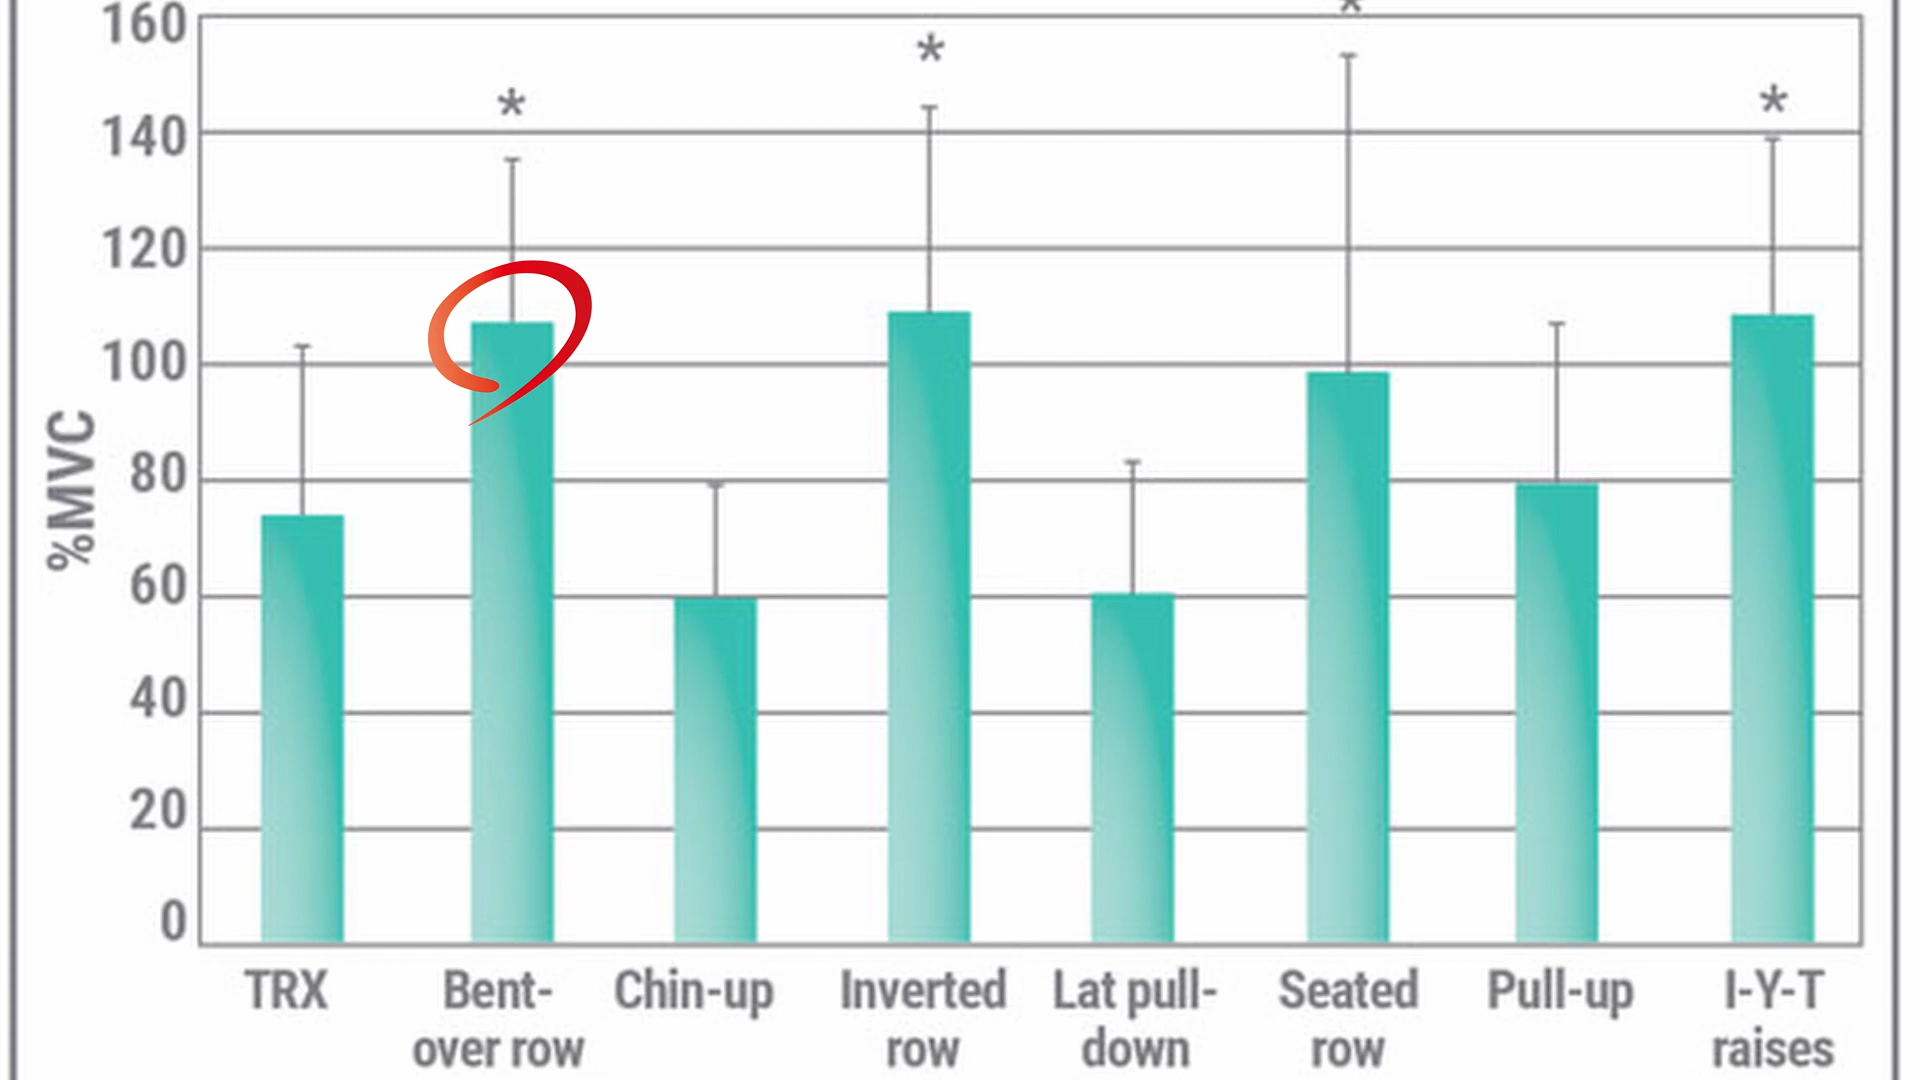 160
140
120
100
80
60
40
20
0
%MVC
*
*
*
*
TRX
Bent-
over row
Chin-up
Inverted
row
Lat pull-
down
Seated
row
Pull-up
I-Y-T
raises